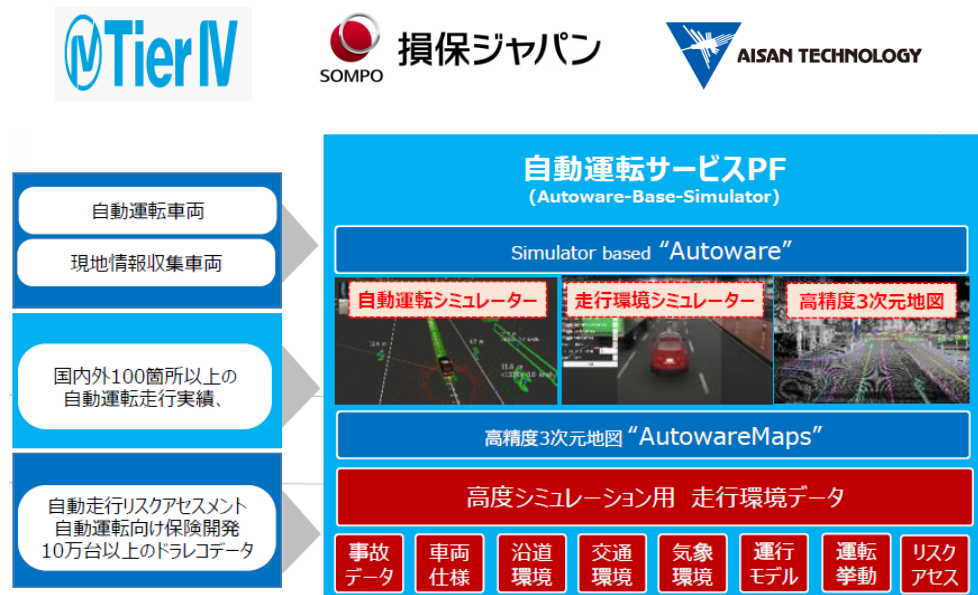 Tier IV
SOMPO
損保ジャパン
AISAN TECHNOLOGY
自動運転車両
現地情報収集車両
国内外100箇所以上の
自動運転走行実績、
自動走行リスクアセスメント
自動運転向け保険開発
10万台以上のドラレコデータ
自動運転サービスPF
(Autoware-Base-Simulator)
Simulator based “Autoware”
自動運転シミュレーター
走行環境シミュレーター
高精度3次元地図
高精度3次元地図 “AutowareMaps”
高度シミュレーション用 走行環境データ
事故
データ
車両
仕様
沿道
環境
交通
環境
気象
環境
運行
モデル
運転
挙動
リスク
アセス